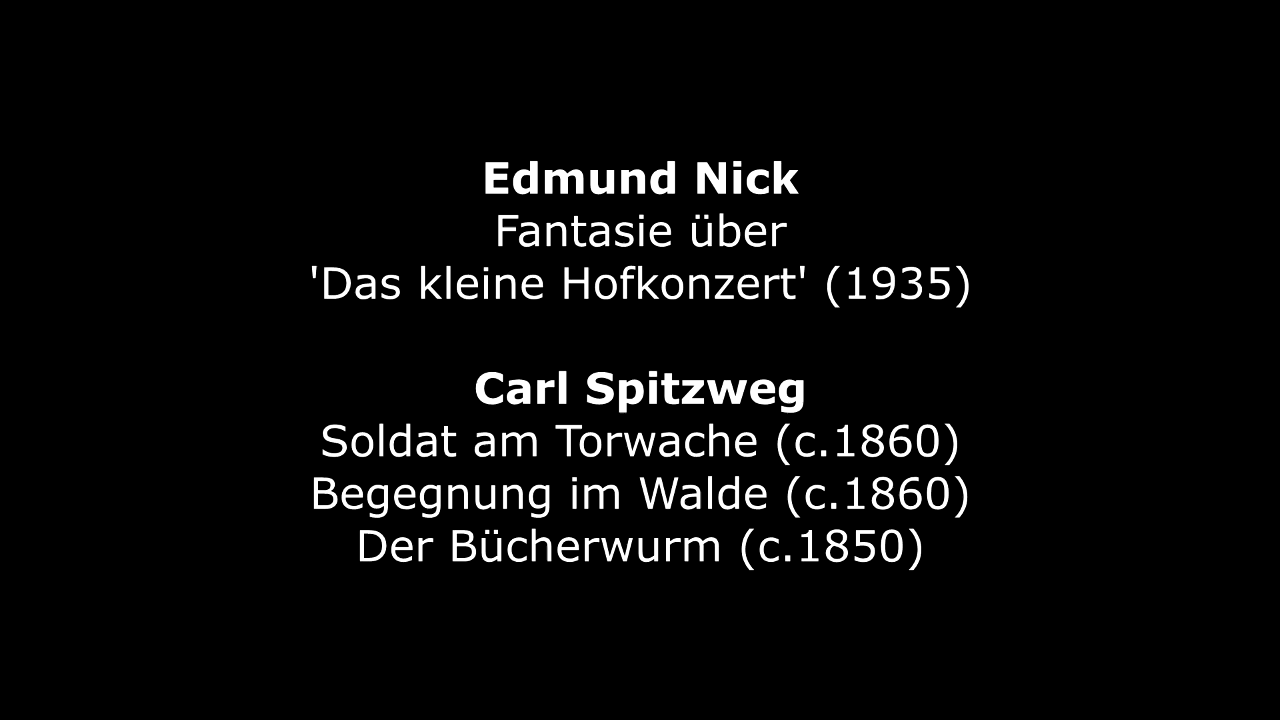 Edmund Nick
Fantasie über
'Das kleine Hofkonzert' (1935)
Carl Spitzweg
Soldat am Torwache (c.1860)
Begegnung im Walde (c.1860)
Der Bücherwurm (c.1850)